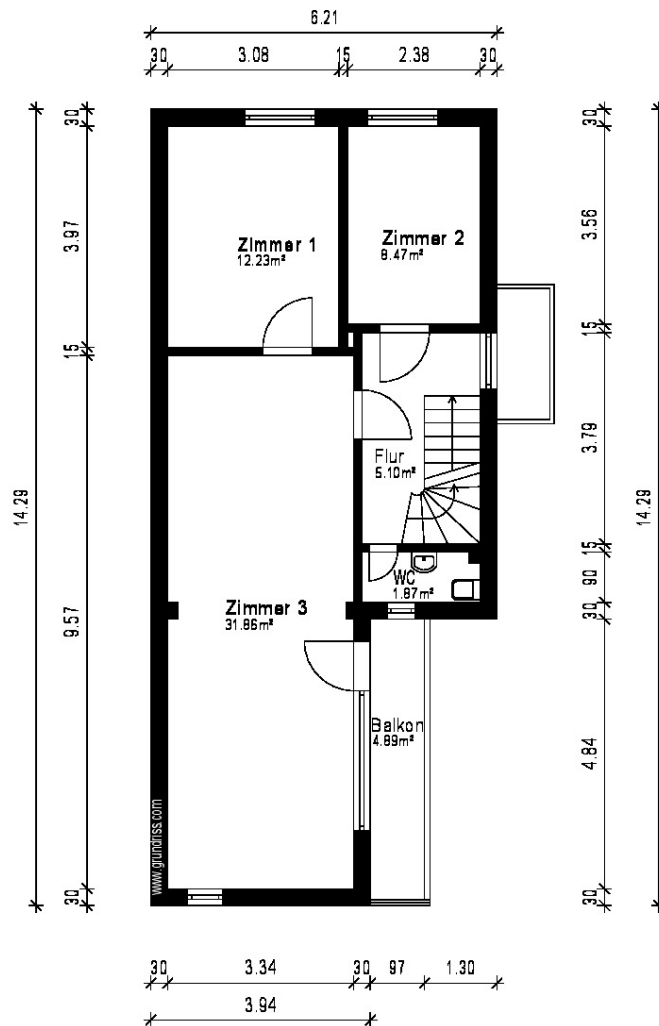 6.21
30 3.08 15 2.38 30
30
3.97
15
9.57
30
14.29
30
3.56
15
3.79
15
90
30
4.84
30
14.29
Zimmer 1
12.23m²
Zimmer 2
8.47m²
Flur
5.10m²
WC
1.87m²
Zimmer 3
31.86m²
Balkon
4.89m²
www.grundriss.com
30 3.34 30 97 1.30
3.94